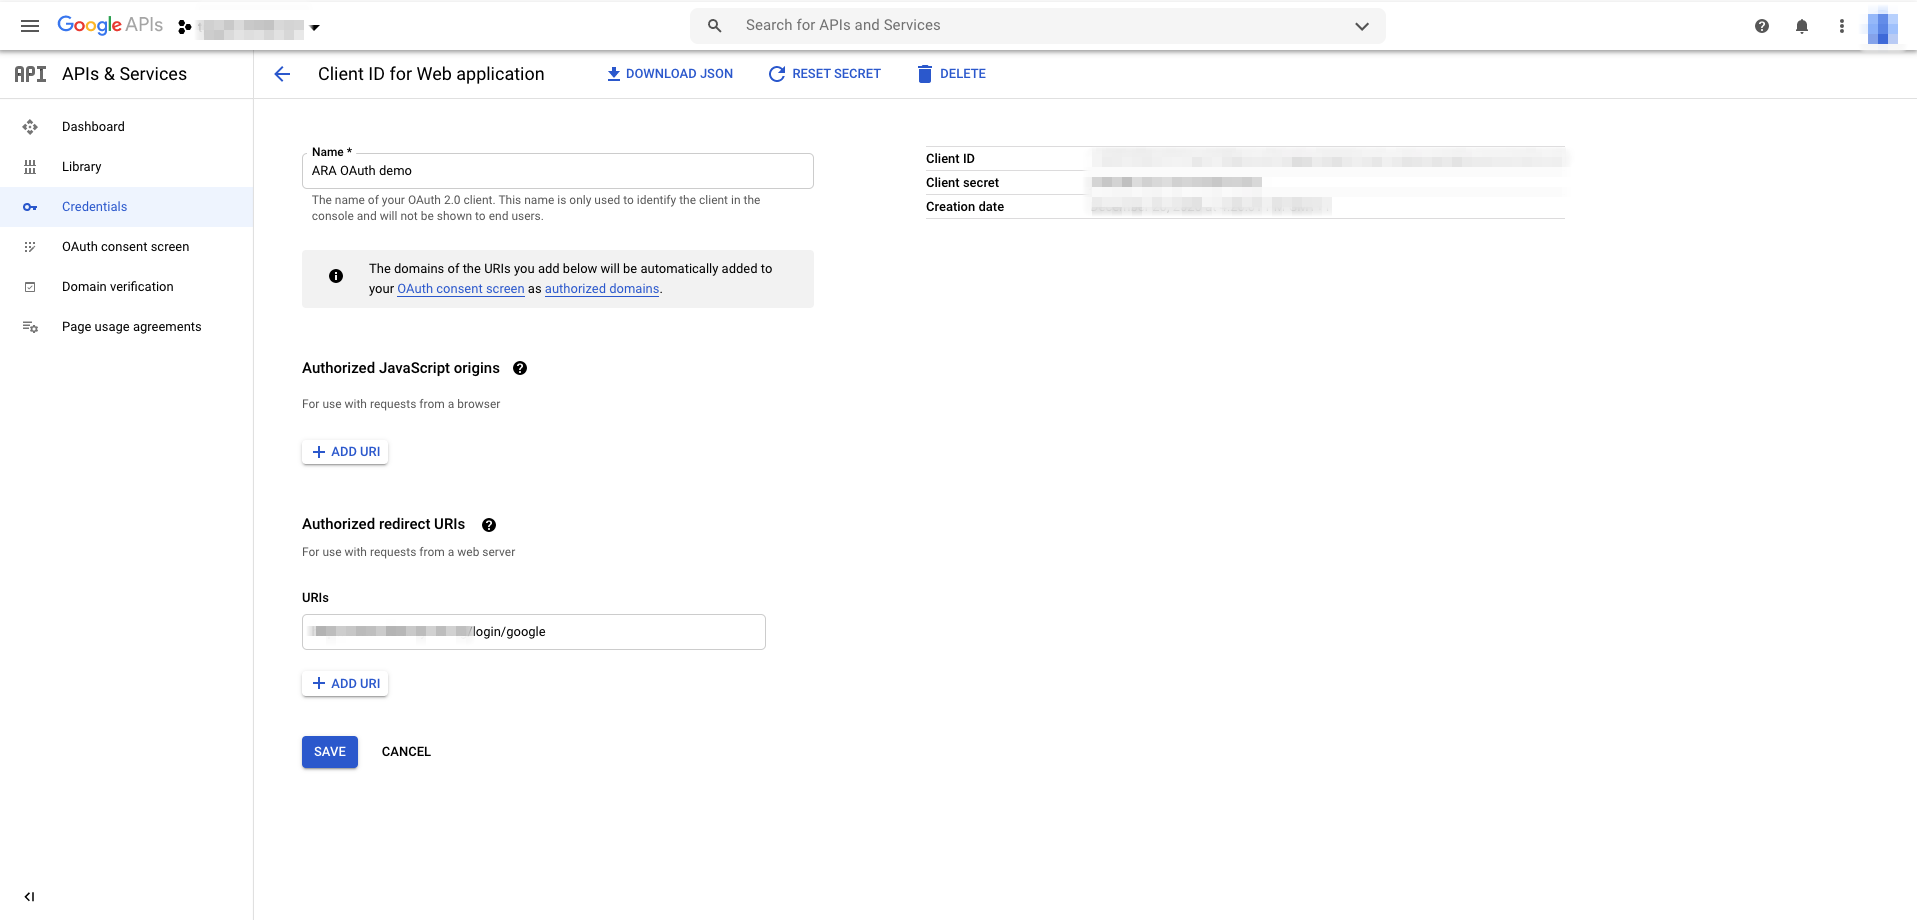 Google APIs
Search for APIs and Services
API APIs & Services
Client ID for Web application
DOWNLOAD JSON
RESET SECRET
DELETE
Dashboard
Library
Credentials
OAuth consent screen
Domain verification
Page usage agreements
Name *
ARA OAuth demo
The name of your OAuth 2.0 client. This name is only used to identify the client in the
console and will not be shown to end users.
Client ID
Client secret
Creation date
The domains of the URIs you add below will be automatically added to
your OAuth consent screen as authorized domains.
Authorized JavaScript origins
For use with requests from a browser
ADD URI
Authorized redirect URIs
For use with requests from a web server
URIs
/login/google
ADD URI
SAVE
CANCEL